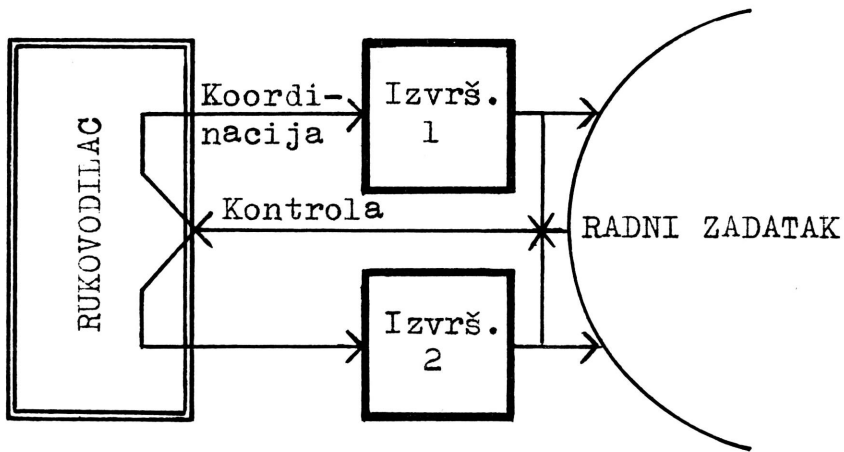 RUKOVODILAC
Koordi-
nacija
Izvrš.
1
Kontrola
RADNI ZADATAK
Izvrš.
2